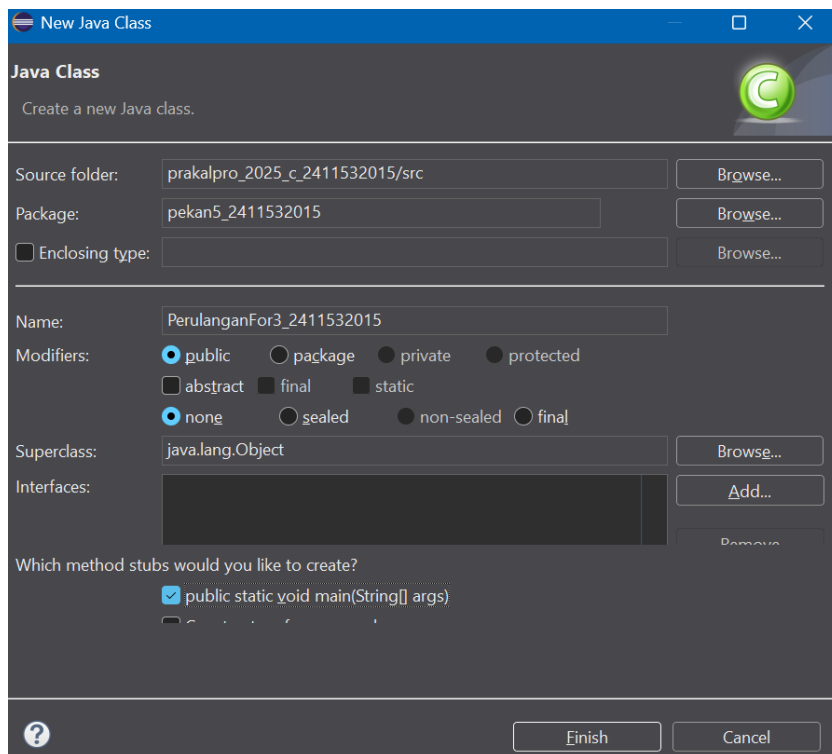 New Java Class
Java Class
Create a new Java class.
Source folder: prakalpro_2025_c_2411532015/src Browse...
Package: pekan5_2411532015 Browse...
Enclosing type: Browse...
Name: PerulanganFor3_2411532015
Modifiers: public package private protected
abstract final static
none sealed non-sealed final
Superclass: java.lang.Object Browse...
Interfaces: Add...
Remove
Which method stubs would you like to create?
public static void main(String[] args)
Finish Cancel